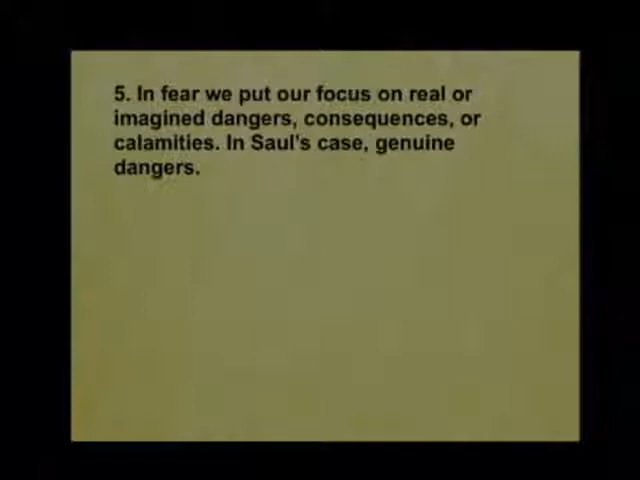 5. In fear we put our focus on real or
imagined dangers, consequences, or
calamities. In Saul's case, genuine
dangers.